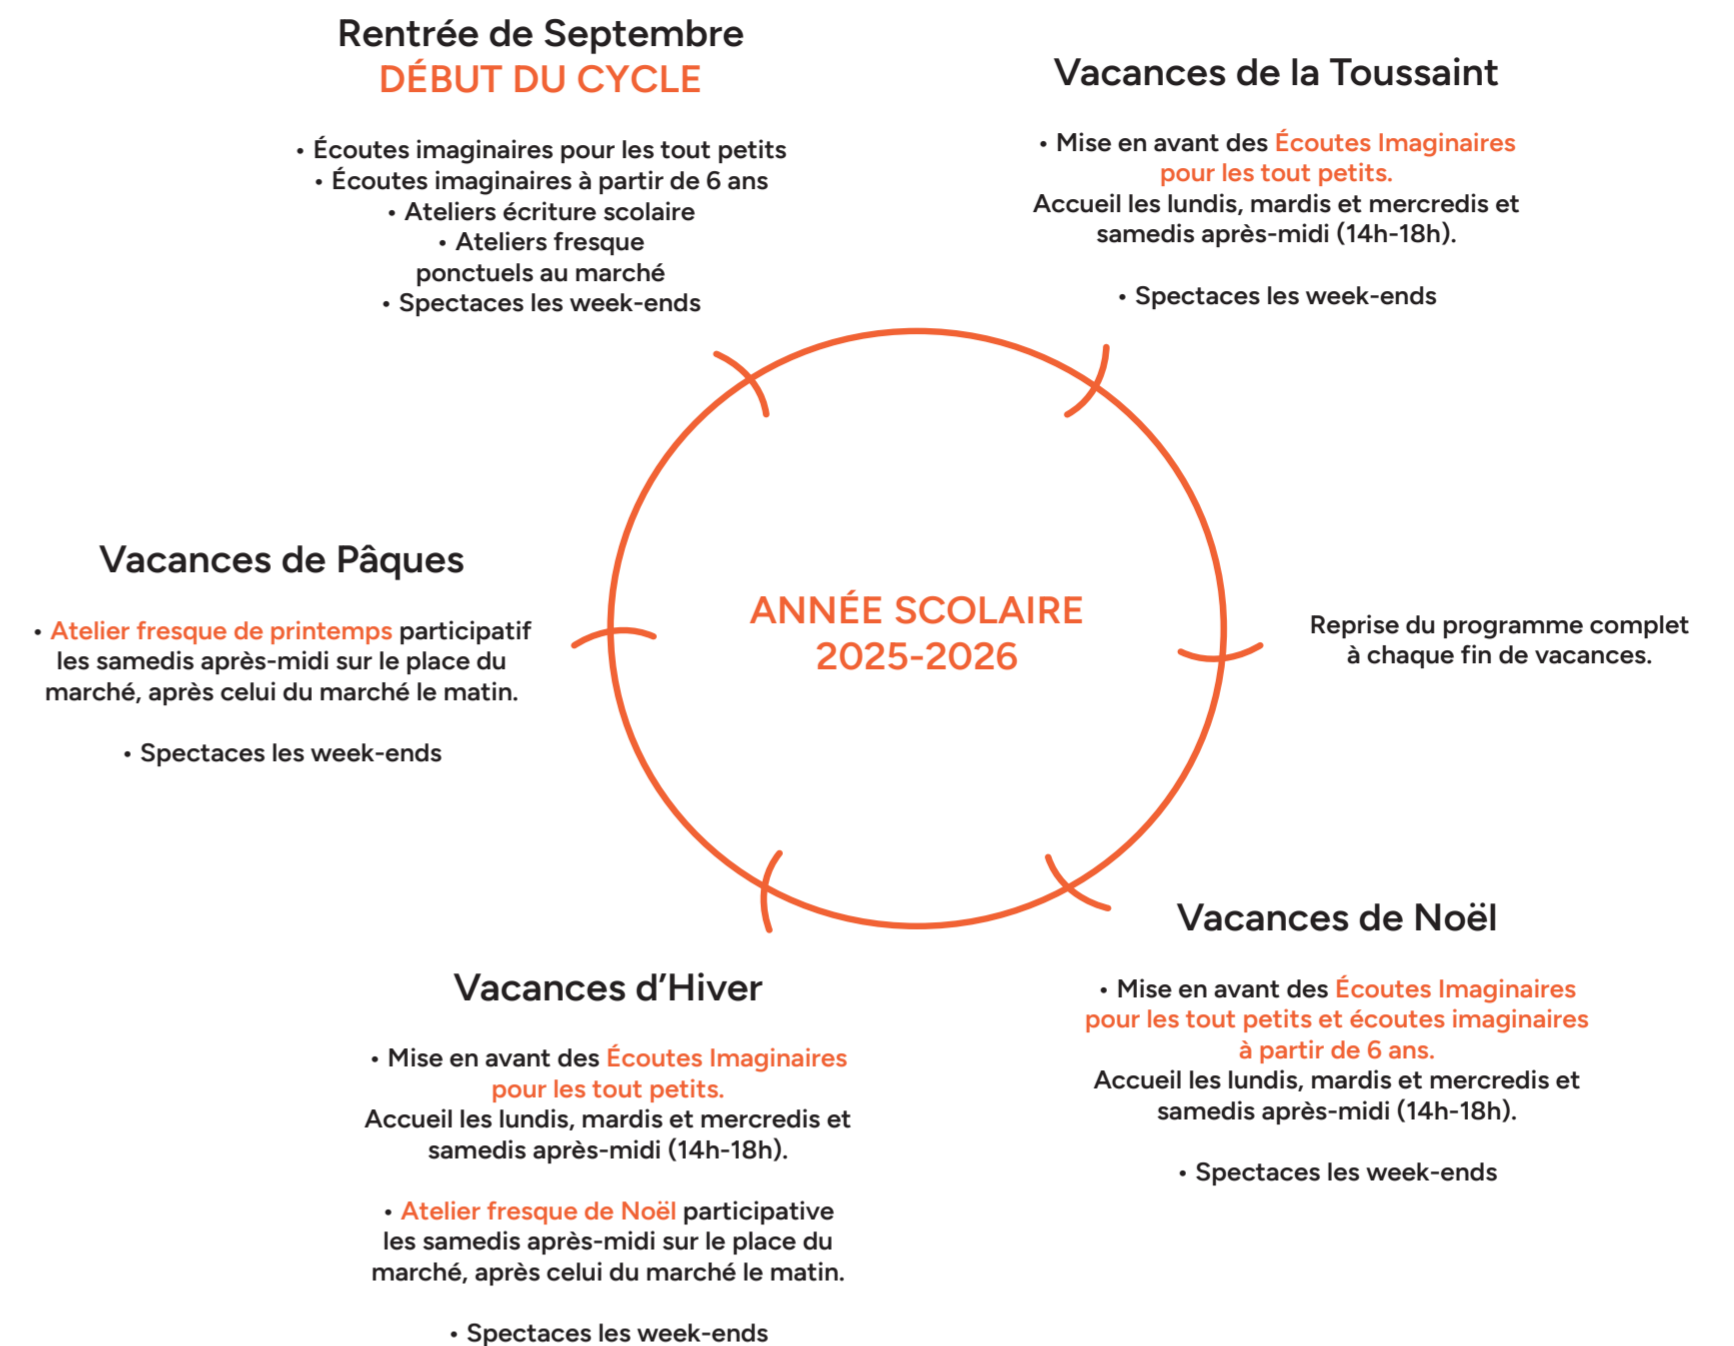 Rentrée de Septembre
DÉBUT DU CYCLE
• Écoutes imaginaires pour les tout petits
• Écoutes imaginaires à partir de 6 ans
• Ateliers écriture scolaire
• Ateliers fresque
ponctuels au marché
• Spectaces les week-ends
Vacances de la Toussaint
• Mise en avant des Écoutes Imaginaires
pour les tout petits.
Accueil les lundis, mardis et mercredis et
samedis après-midi (14h-18h).
• Spectaces les week-ends
Vacances de Pâques
• Atelier fresque de printemps participatif
les samedis après-midi sur le place du
marché, après celui du marché le matin.
• Spectaces les week-ends
ANNÉE SCOLAIRE
2025-2026
Reprise du programme complet
à chaque fin de vacances.
Vacances de Noël
• Mise en avant des Écoutes Imaginaires
pour les tout petits et écoutes imaginaires
à partir de 6 ans.
Accueil les lundis, mardis et mercredis et
samedis après-midi (14h-18h).
• Spectaces les week-ends
Vacances d’Hiver
• Mise en avant des Écoutes Imaginaires
pour les tout petits.
Accueil les lundis, mardis et mercredis et
samedis après-midi (14h-18h).
• Atelier fresque de Noël participative
les samedis après-midi sur le place du
marché, après celui du marché le matin.
• Spectaces les week-ends